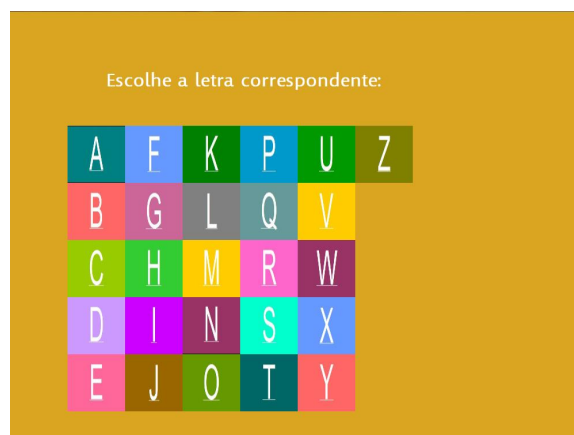 Escolhe a letra correspondente:
A F K P U Z
B G L Q V
C H M R W
D I N S X
E J O T Y